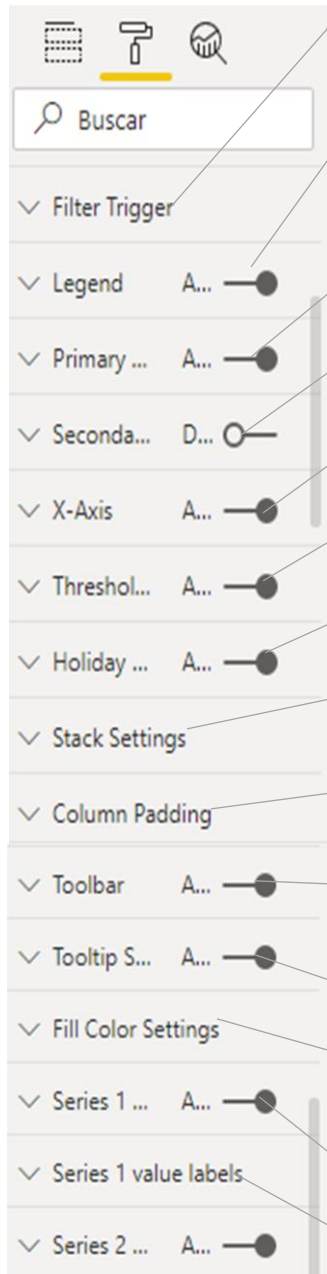 Buscar
Filter Trigger
Legend A...
Primary ... A...
Seconda... D...
X-Axis A...
Threshol... A...
Holiday ... A...
Stack Settings
Column Padding
Toolbar A...
Tooltip S... A...
Fill Color Settings
Series 1 ... A...
Series 1 value labels
Series 2 ... A...